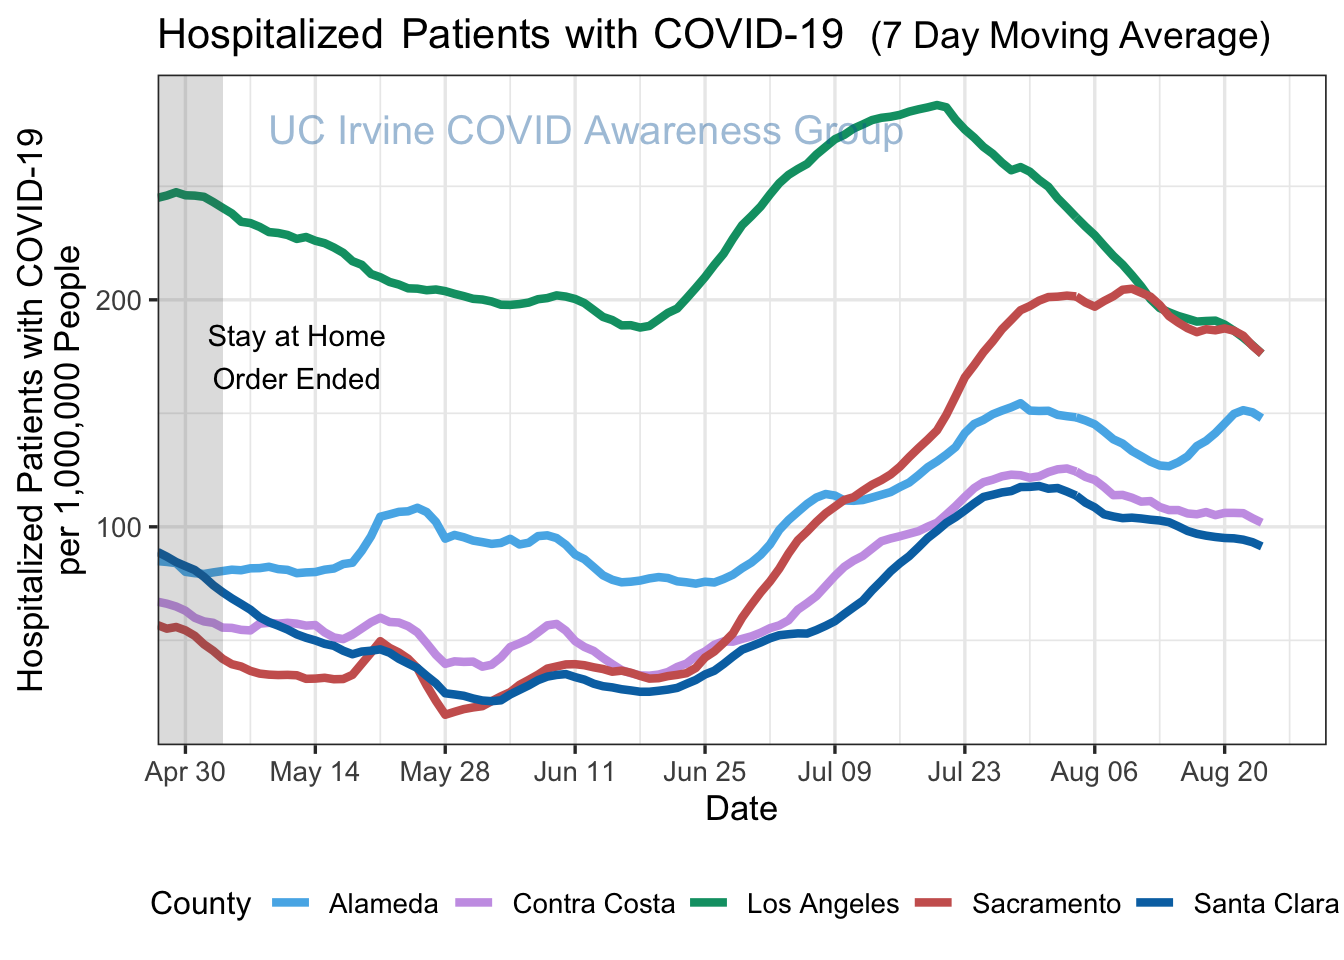 Hospitalized Patients with COVID-19 (7 Day Moving Average)
UC Irvine COVID Awareness Group
Hospitalized Patients with COVID-19
per 1,000,000 People
200
100
Stay at Home
Order Ended
Apr 30 May 14 May 28 Jun 11 Jun 25 Jul 09 Jul 23 Aug 06 Aug 20
Date
County Alameda Contra Costa Los Angeles Sacramento Santa Clara